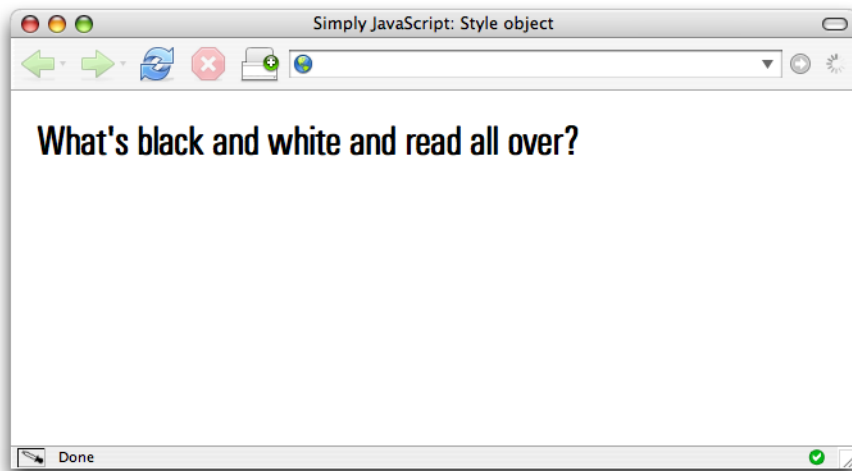 Simply JavaScript: Style object
What's black and white and read all over?
Done